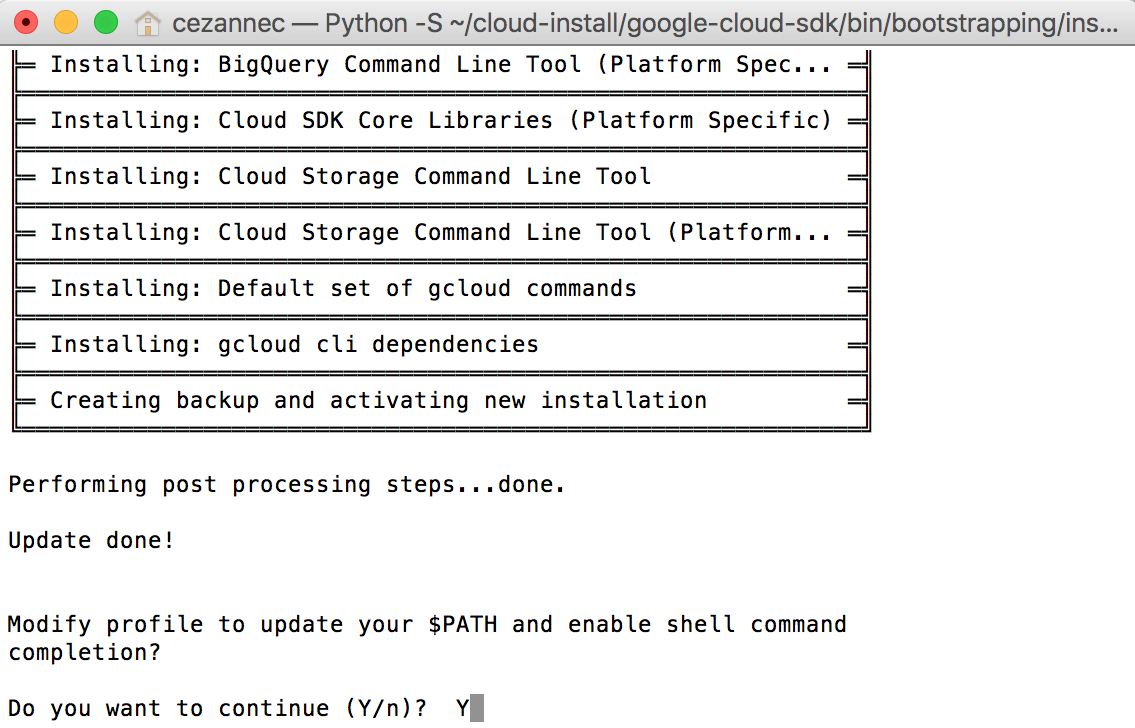 cezannec — Python -S ~/cloud-install/google-cloud-sdk/bin/bootstrapping/ins...
Installing: BigQuery Command Line Tool (Platform Spec...
Installing: Cloud SDK Core Libraries (Platform Specific)
Installing: Cloud Storage Command Line Tool
Installing: Cloud Storage Command Line Tool (Platform...
Installing: Default set of gcloud commands
Installing: gcloud cli dependencies
Creating backup and activating new installation
Performing post processing steps...done.
Update done!
Modify profile to update your $PATH and enable shell command
completion?
Do you want to continue (Y/n)?  Y